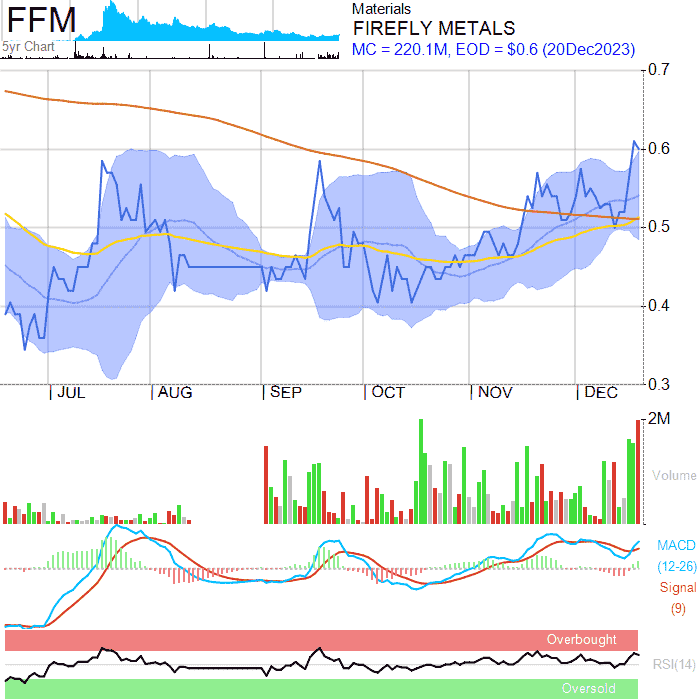 FFM
5yr Chart
Materials
FIREFLY METALS
MC = 220.1M, EOD = $0.6 (20Dec2023)
0.7
0.6
0.5
0.4
0.3
JUL AUG SEP OCT NOV DEC
2M
Volume
MACD
(12-26)
Signal
(9)
Overbought
RSI(14)
Oversold